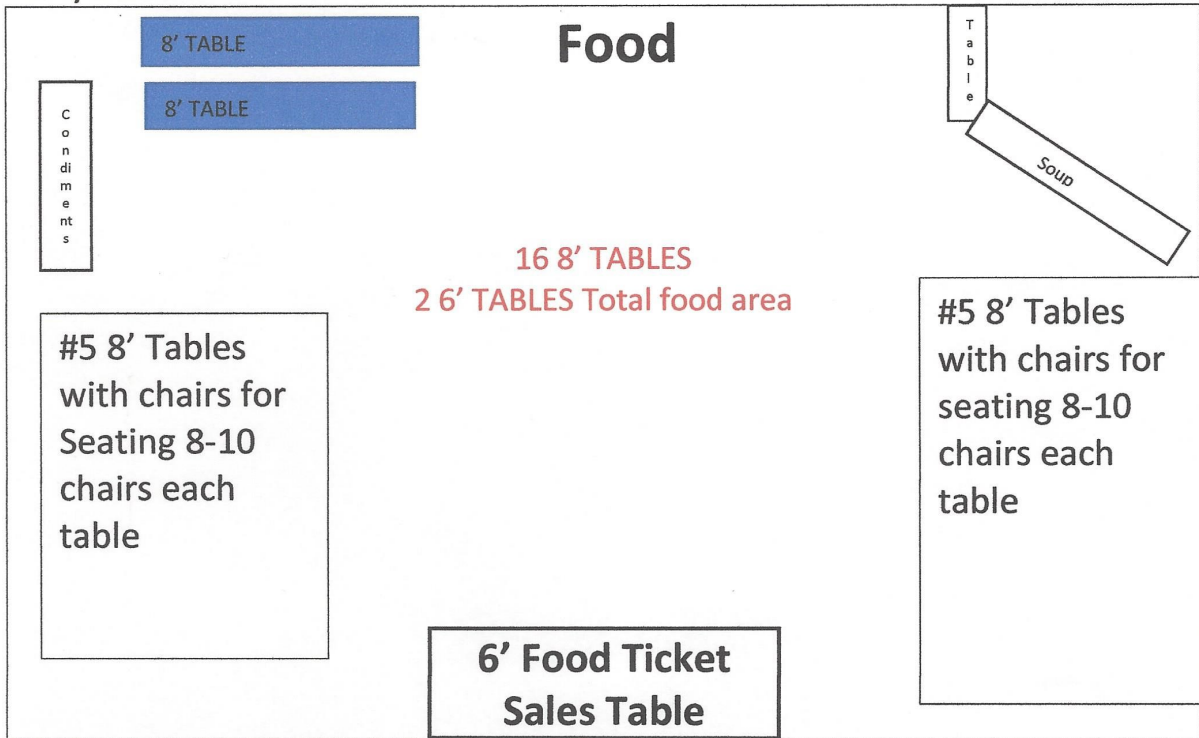 8' TABLE
Food
Table
8' TABLE
Condiments
Soup
16 8' TABLES
2 6' TABLES Total food area
#5 8' Tables
with chairs for
Seating 8-10
chairs each
table
#5 8' Tables
with chairs for
seating 8-10
chairs each
table
6' Food Ticket
Sales Table